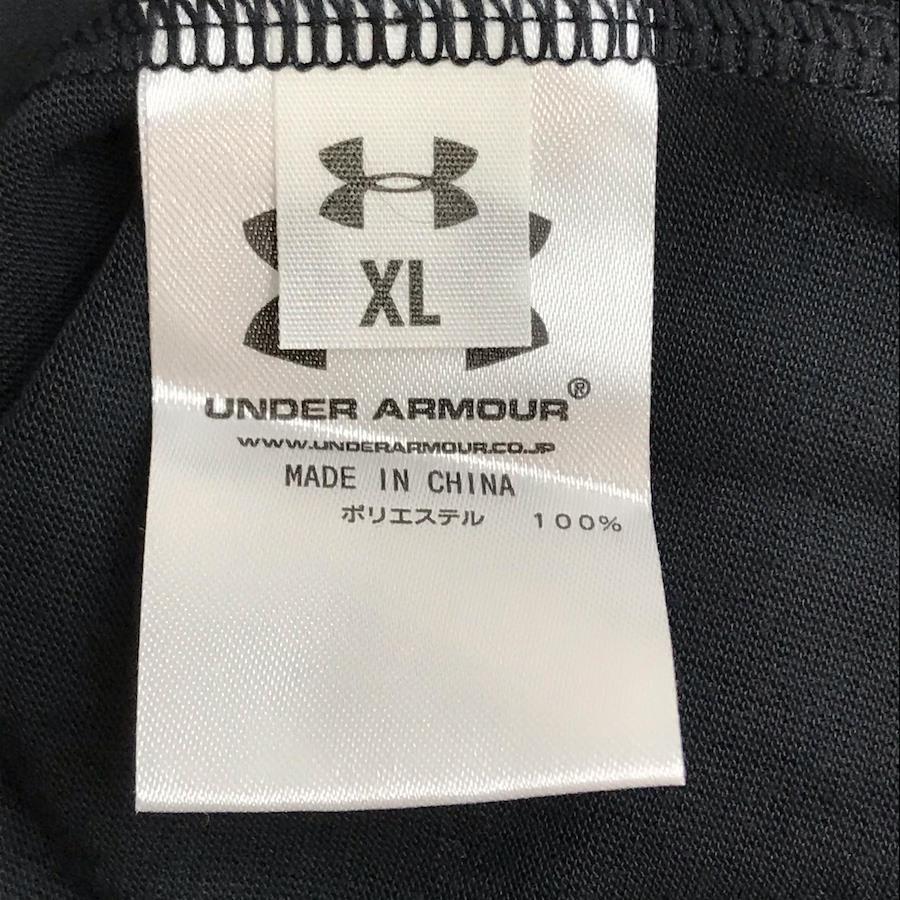 XL
UNDER ARMOUR®
WWW.UNDERARMOUR.CO.JP
MADE IN CHINA
ポリエステル 100%